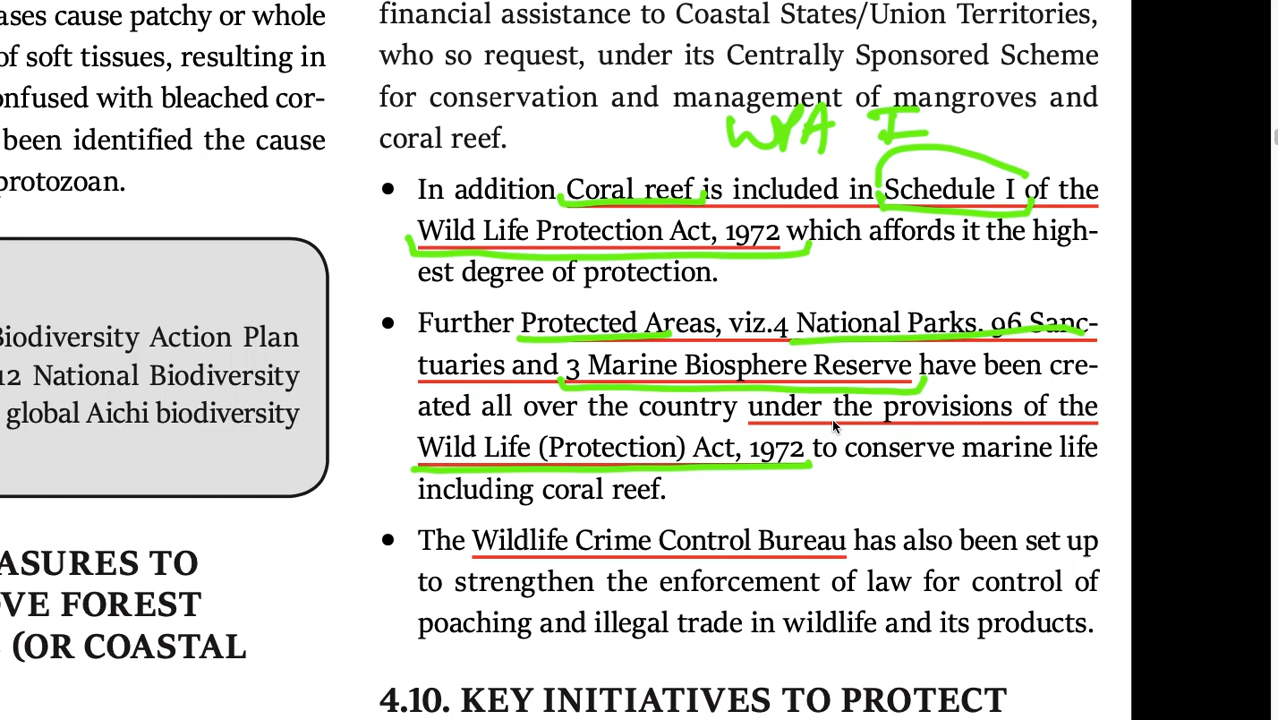 ases cause patchy or whole
of soft tissues, resulting in
onfused with bleached cor-
been identified the cause
protozoan.
Biodiversity Action Plan
12 National Biodiversity
global Aichi biodiversity
ASURES TO
OVE FOREST
(OR COASTAL
financial assistance to Coastal States/Union Territories,
who so request, under its Centrally Sponsored Scheme
for conservation and management of mangroves and
coral reef.
WPA I
• In addition Coral reef is included in Schedule I of the
Wild Life Protection Act, 1972 which affords it the high-
est degree of protection.
• Further Protected Areas, viz.4 National Parks. 96 Sanc-
tuaries and 3 Marine Biosphere Reserve have been cre-
ated all over the country under the provisions of the
Wild Life (Protection) Act, 1972 to conserve marine life
including coral reef.
• The Wildlife Crime Control Bureau has also been set up
to strengthen the enforcement of law for control of
poaching and illegal trade in wildlife and its products.
4.10. KEY INITIATIVES TO PROTECT